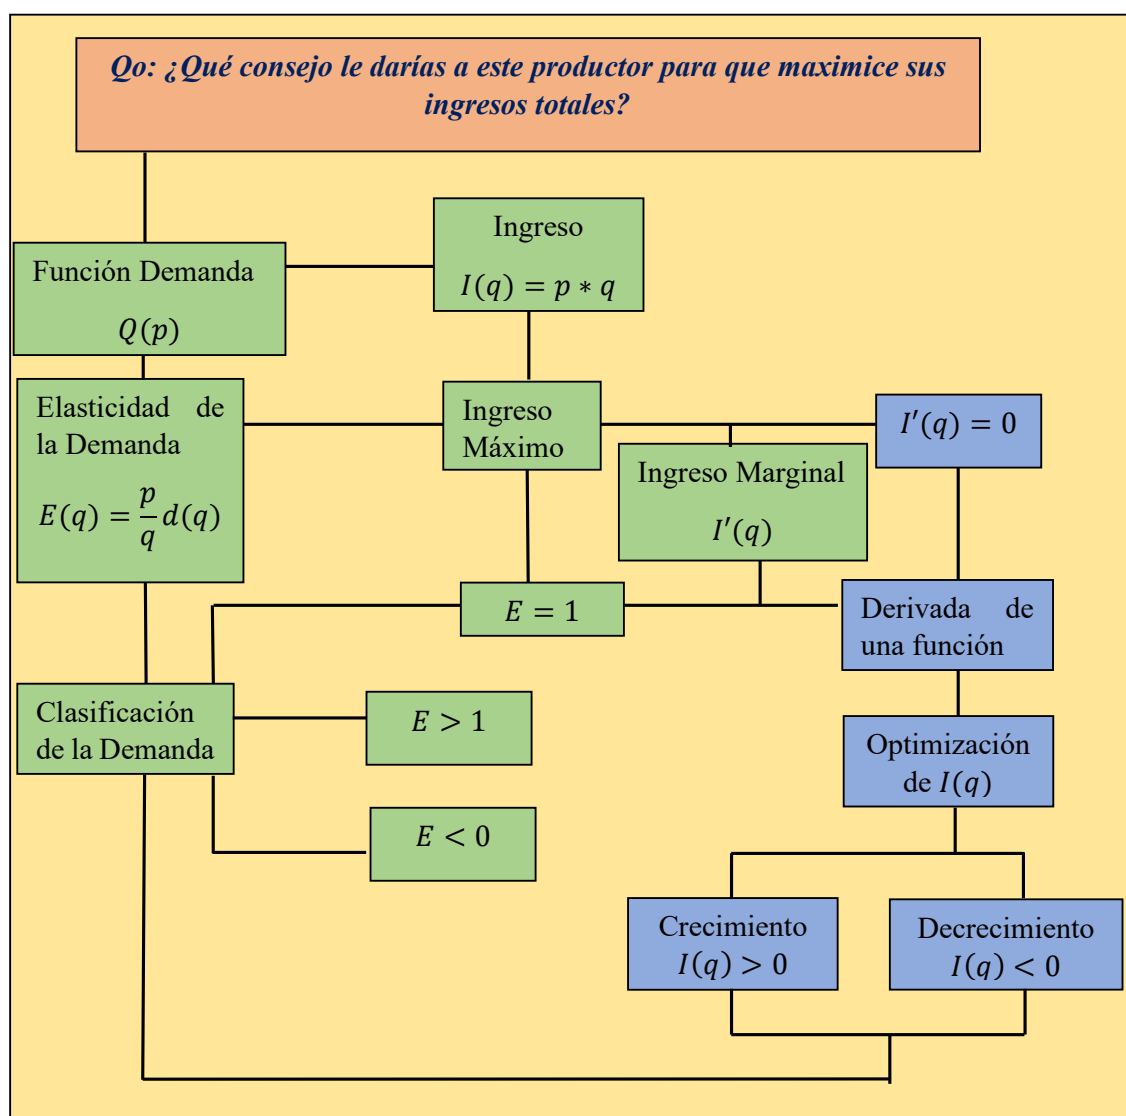 Qo: ¿Qué consejo le darías a este productor para que maximice sus
ingresos totales?
Ingreso
I(q) = p ∗ q
Función Demanda
Q(p)
Elasticidad de
la Demanda
E(q) = p/q d(q)
Ingreso
Máximo
I′(q) = 0
Ingreso Marginal
I′(q)
E = 1
Derivada de
una función
Clasificación
de la Demanda
E > 1
Optimización
de I(q)
E < 0
Crecimiento
I(q) > 0
Decrecimiento
I(q) < 0